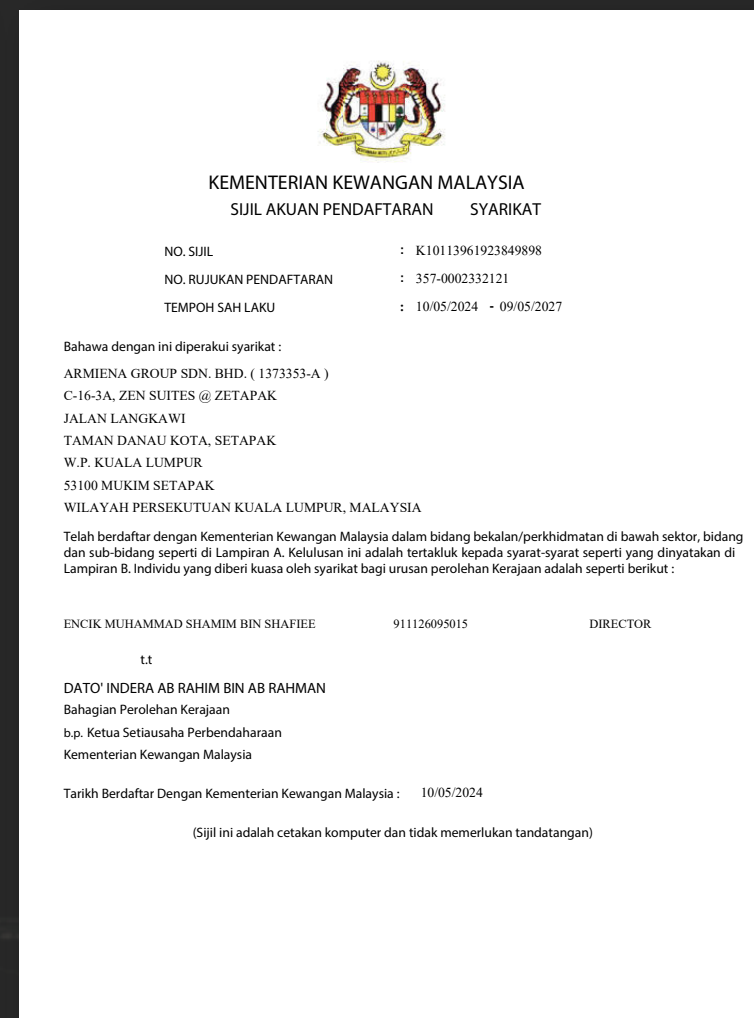 KEMENTERIAN KEWANGAN MALAYSIA
SIJIL AKUAN PENDAFTARAN SYARIKAT
NO. SIJIL : K10113961923849898
NO. RUJUKAN PENDAFTARAN : 357-0002332121
TEMPOH SAH LAKU : 10/05/2024 - 09/05/2027
Bahawa dengan ini diperakui syarikat :
ARMIENA GROUP SDN. BHD. ( 1373353-A )
C-16-3A, ZEN SUITES @ ZETAPAK
JALAN LANGKAWI
TAMAN DANAU KOTA, SETAPAK
W.P. KUALA LUMPUR
53100 MUKIM SETAPAK
WILAYAH PERSEKUTUAN KUALA LUMPUR, MALAYSIA
Telah berdaftar dengan Kementerian Kewangan Malaysia dalam bidang bekalan/perkhidmatan di bawah sektor, bidang
dan sub-bidang seperti di Lampiran A. Kelulusan ini adalah tertakluk kepada syarat-syarat seperti yang dinyatakan di
Lampiran B. Individu yang diberi kuasa oleh syarikat bagi urusan perolehan Kerajaan adalah seperti berikut :
ENCIK MUHAMMAD SHAMIM BIN SHAFIEE 911126095015 DIRECTOR
t.t
DATO' INDERA AB RAHIM BIN AB RAHMAN
Bahagian Perolehan Kerajaan
b.p. Ketua Setiausaha Perbendaharaan
Kementerian Kewangan Malaysia
Tarikh Berdaftar Dengan Kementerian Kewangan Malaysia : 10/05/2024
(Sijil ini adalah cetakan komputer dan tidak memerlukan tandatangan)